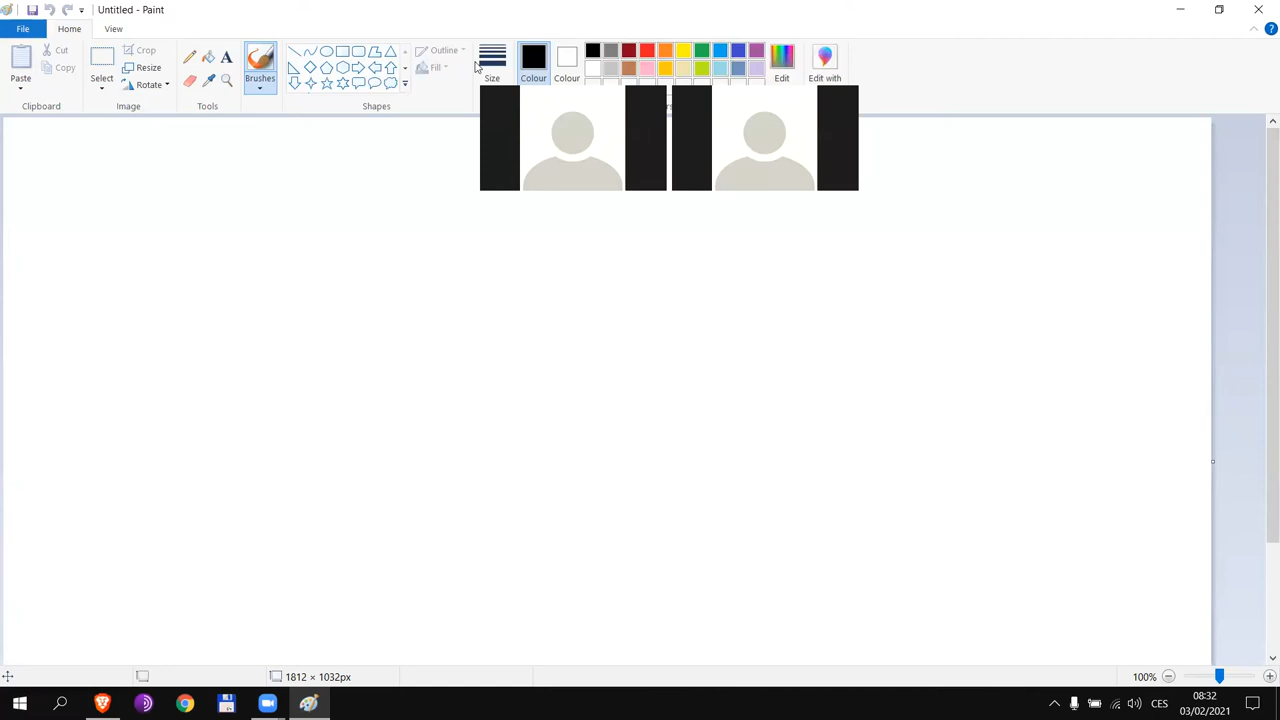 Untitled - Paint
File
Home
View
Paste
Cut
Copy
Clipboard
Select
Crop
Resize
Rotate
Image
A
Tools
Brushes
Shapes
Outline
Fill
Size
Colour
Colour
Edit
Edit with
1812 × 1032px
100%
CES
08:32
03/02/2021